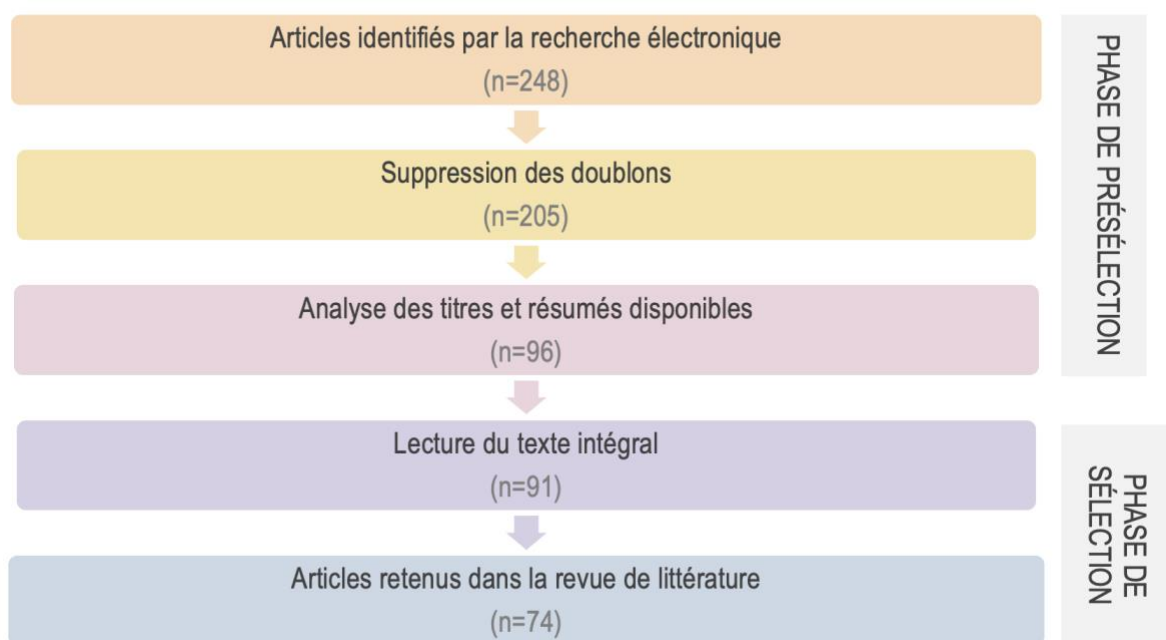 Articles identifiés par la recherche électronique
(n=248)
Suppression des doublons
(n=205)
Analyse des titres et résumés disponibles
(n=96)
PHASE DE PRÉSÉLECTION
Lecture du texte intégral
(n=91)
Articles retenus dans la revue de littérature
(n=74)
PHASE DE
SÉLECTION